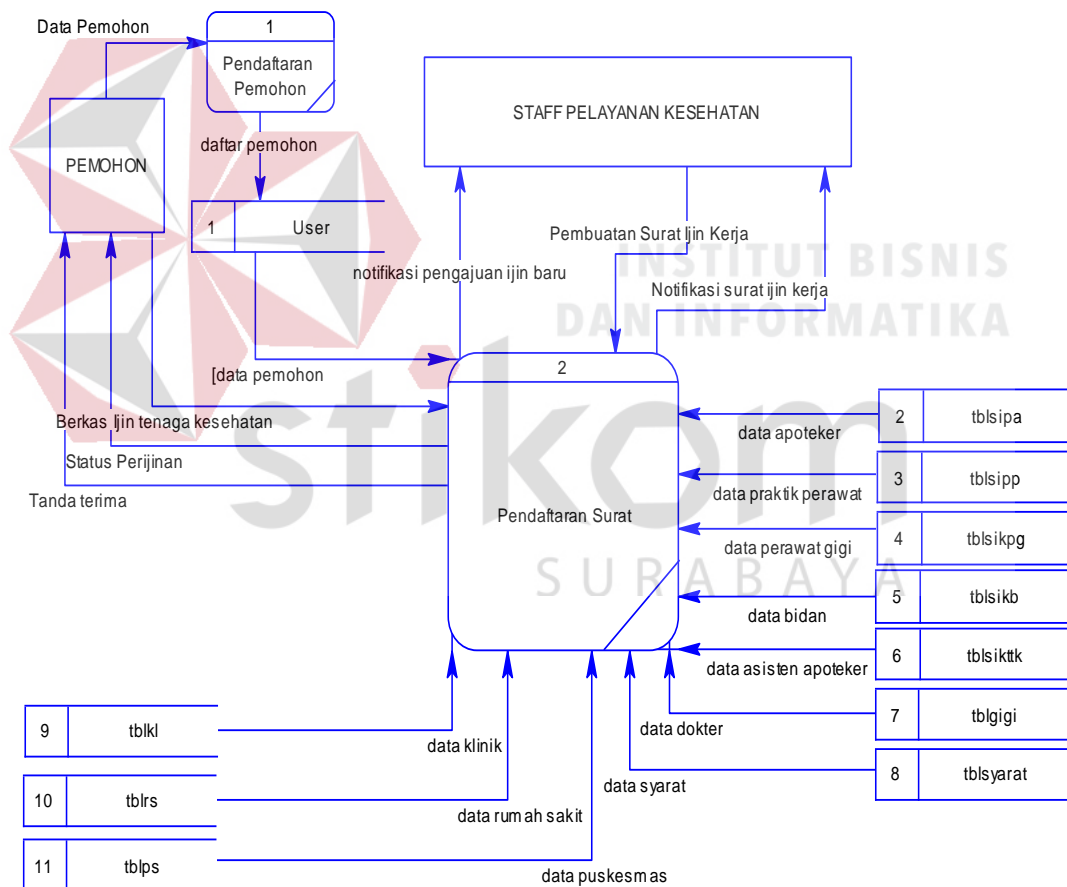 Data Pemohon
1
Pendaftaran
Pemohon
STAFF PELAYANAN KESEHATAN
daftar pemohon
PEMOHON
1 User
Pembuatan Surat Ijin Kerja
INSTITUT BISNIS
notifikasi pengajuan ijin baru
Notifikasi surat ijin kerja
DAN INFORMATIKA
2
[data pemohon
Berkas Ijin tenaga kesehatan
2 tblsipa
data apoteker
Status Perijinan
3 tblsipp
Tanda terima
data praktik perawat
stikom
Pendaftaran Surat
4 tblsikpg
data perawat gigi
SURABAYA
5 tblsikb
data bidan
6 tblsikttk
data asisten apoteker
7 tblgigi
data dokter
9 tblkl
data klinik
8 tblsyarat
data syarat
10 tblrs
data rumah sakit
11 tblps
data puskesmas